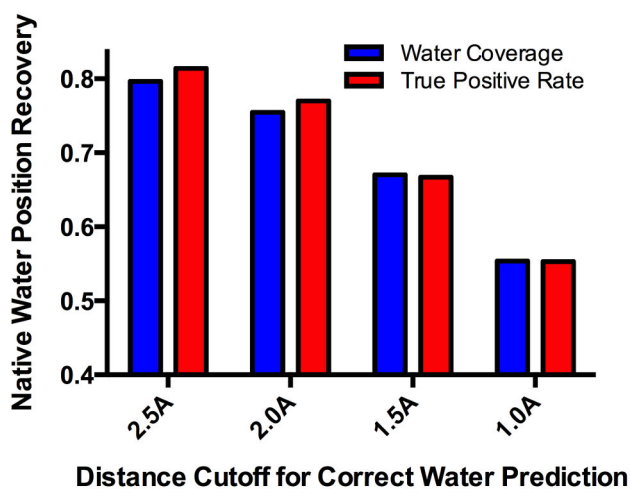 Native Water Position Recovery
Water Coverage
True Positive Rate
0.8
0.7
0.6
0.5
0.4
2.5A
2.0A
1.5A
1.0A
Distance Cutoff for Correct Water Prediction